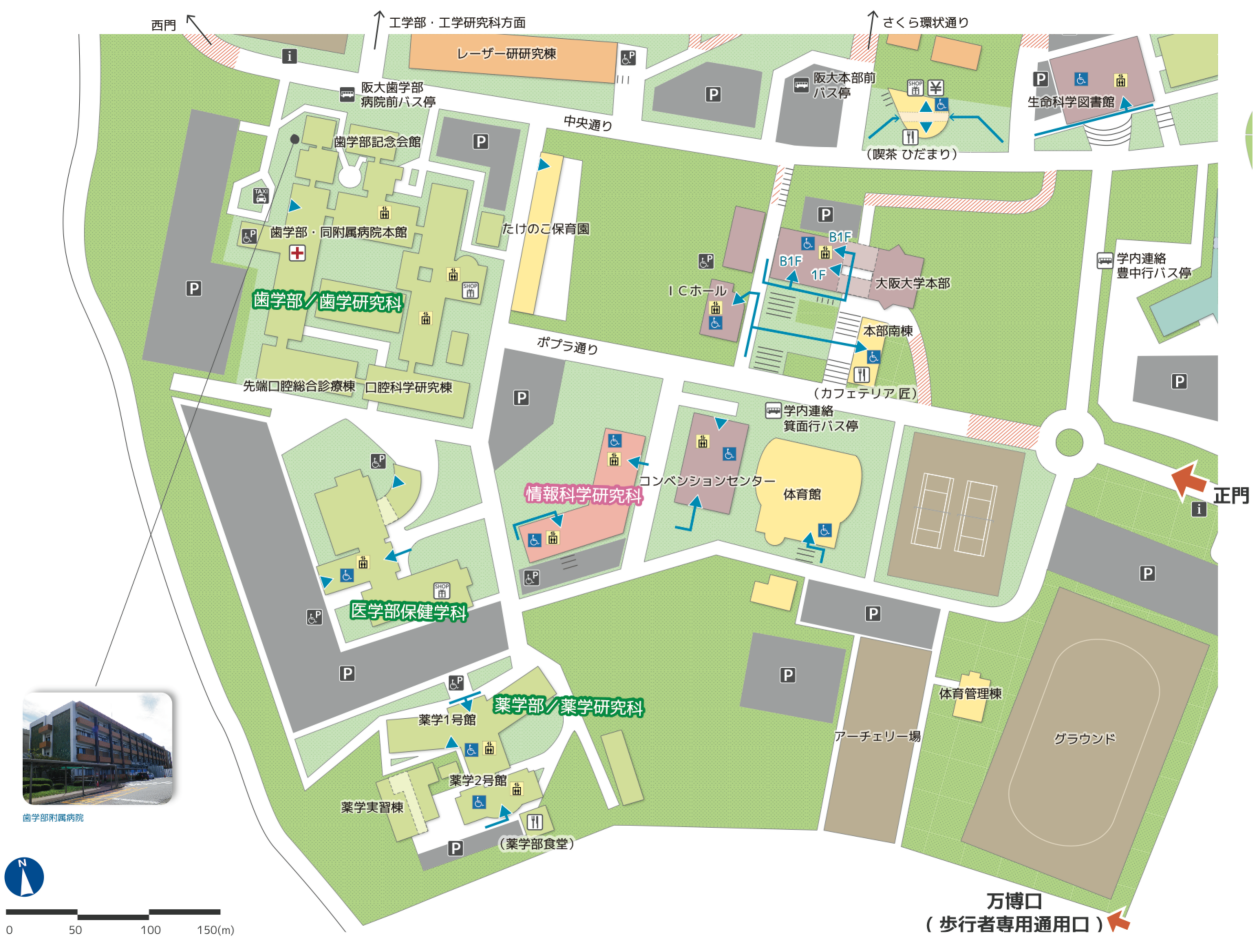 西門
工学部・工学研究科方面
さくら環状通り
i
レーザー研研究棟
P
P
P
阪大歯学部
病院前バス停
阪大本部前
バス停
SHOP
¥
P
生命科学図書館
中央通り
歯学部記念会館
P
(喫茶 ひだまり)
TAXI
P
歯学部・同附属病院本館
たけのこ保育園
P
B1F
B1F
1F
P
ICホール
大阪大学本部
学内連絡
豊中行バス停
P
SHOP
歯学部/歯学研究科
本部南棟
ポプラ通り
先端口腔総合診療棟
口腔科学研究棟
P
(カフェテリア 匠)
P
学内連絡
箕面行バス停
P
コンベンションセンター
体育館
情報科学研究科
正門
i
P
P
SHOP
医学部保健学科
P
P
P
P
P
薬学部/薬学研究科
薬学1号館
体育管理棟
アーチェリー場
グラウンド
薬学2号館
薬学実習棟
P
(薬学部食堂)
歯学部附属病院
N
0 50 100 150(m)
万博口
(歩行者専用通用口)